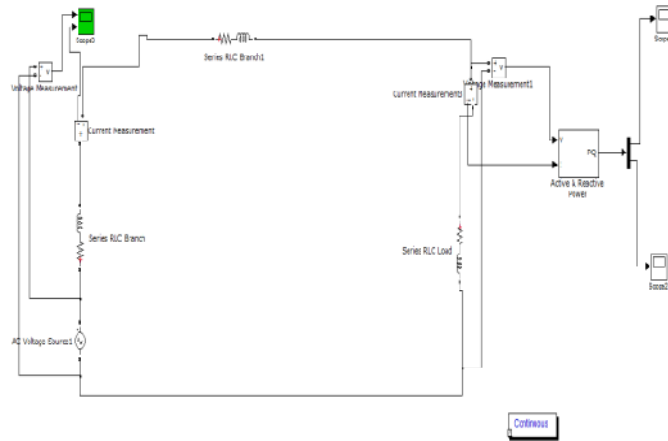 Scope3
Series RLC Branch1
Voltage Measurement
Voltage Measurement1
Current Measurement
Current Measurements
Series RLC Branch
Series RLC Load
AC Voltage Source1
V
I
PQ
Active & Reactive
Power
Scope2
Continuous